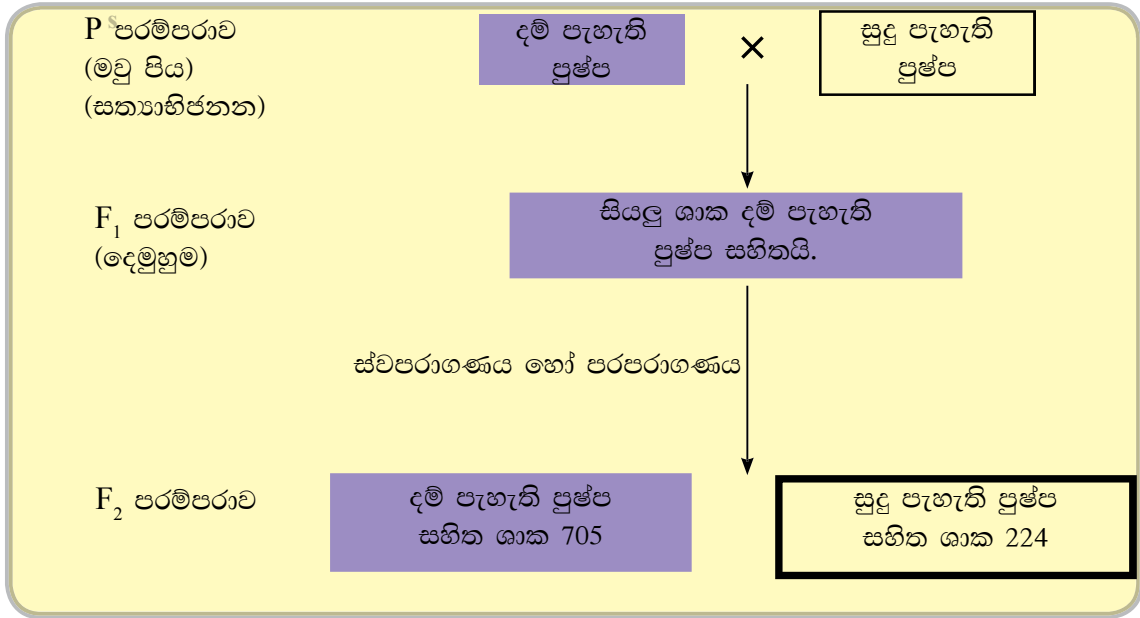 P පරම්පරාව
(මවු පිය)
(සත්‍යාභිජනන)
දම් පැහැති
පුෂ්ප
×
සුදු පැහැති
පුෂ්ප
F₁ පරම්පරාව
(දෙමුහුම)
සියලු ශාක දම් පැහැති
පුෂ්ප සහිතයි.
ස්වපරාගණය හෝ පරපරාගණය
F₂ පරම්පරාව
දම් පැහැති පුෂ්ප
සහිත ශාක 705
සුදු පැහැති පුෂ්ප
සහිත ශාක 224